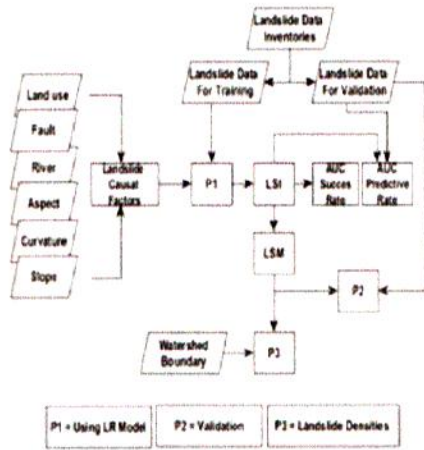 Landslide Data
Inventories
Landslide Data
For Training
Landslide Data
For Validation
Land use
Fault
River
Aspect
Curvature
Slope
Landslide
Causal
Factors
P1
LSI
AUC
Succes
Rate
AUC
Predictive
Rate
LSM
P2
Watershed
Boundary
P3
P1 = Using LR Model
P2 = Validation
P3 = Landslide Densities